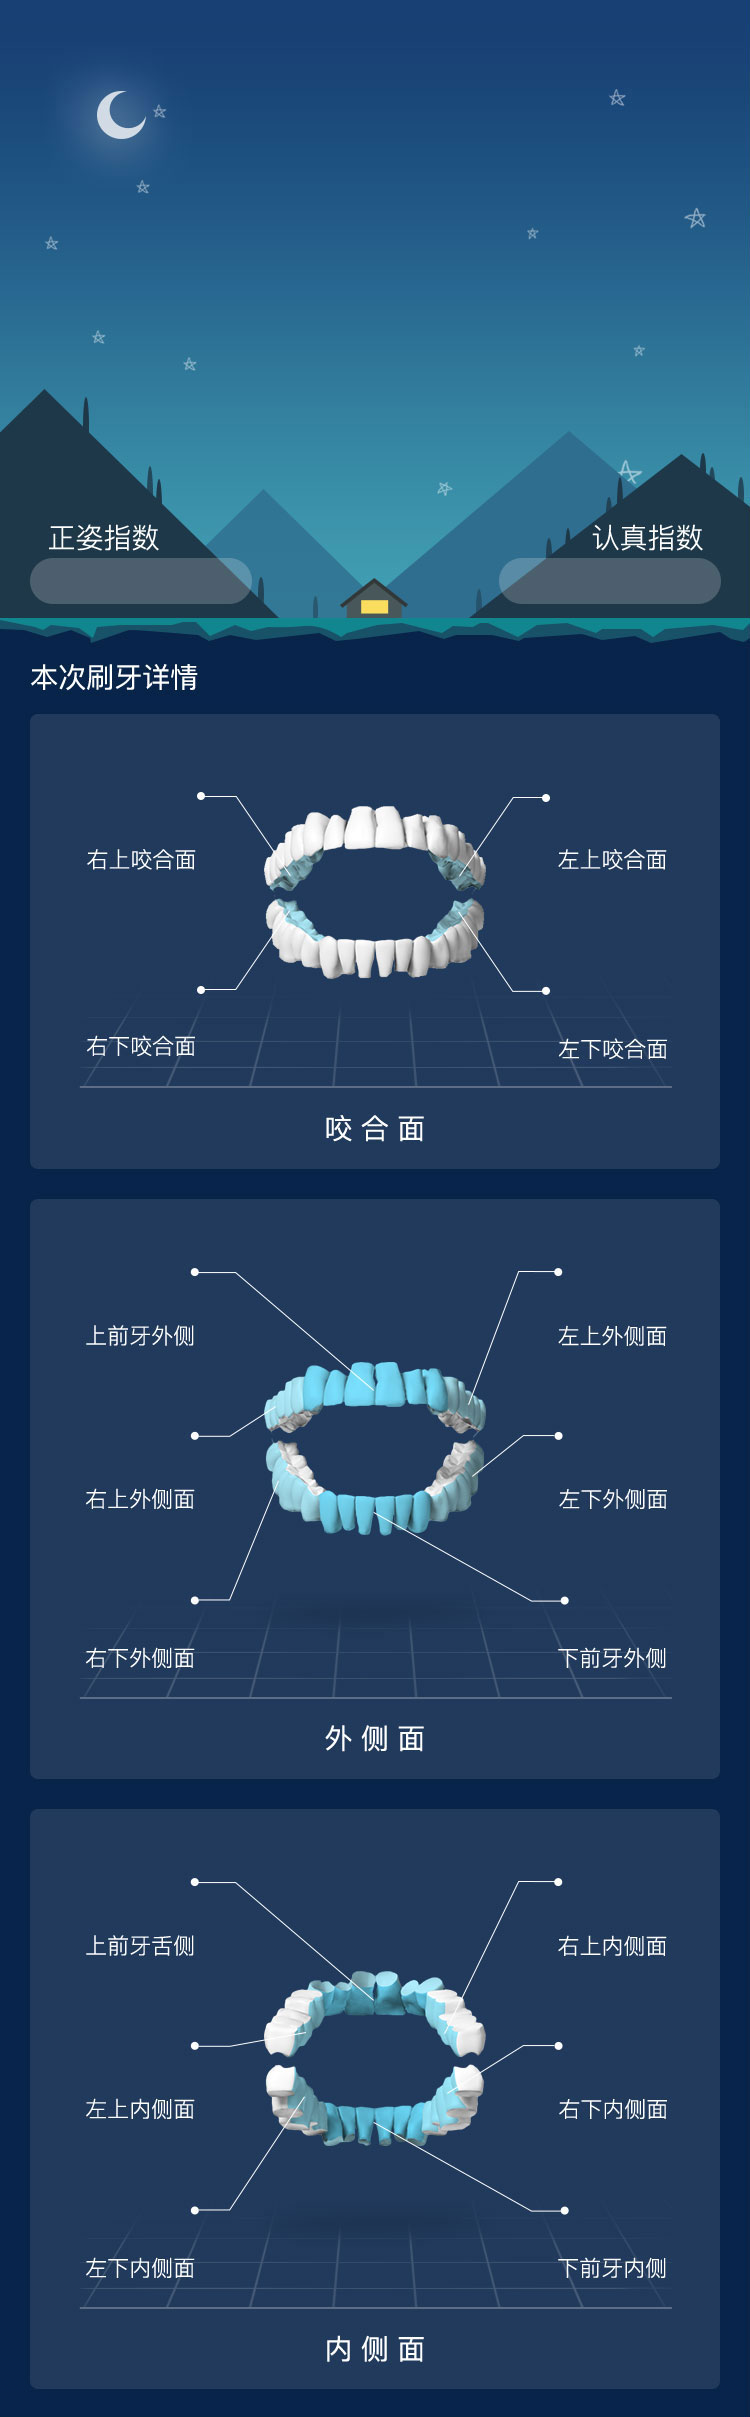 正姿指数
认真指数
本次刷牙详情
右上咬合面
左上咬合面
右下咬合面
左下咬合面
咬合面
上前牙外侧
左上外侧面
右上外侧面
左下外侧面
右下外侧面
下前牙外侧
外侧面
上前牙舌侧
右上内侧面
左上内侧面
右下内侧面
左下内侧面
下前牙内侧
内侧面